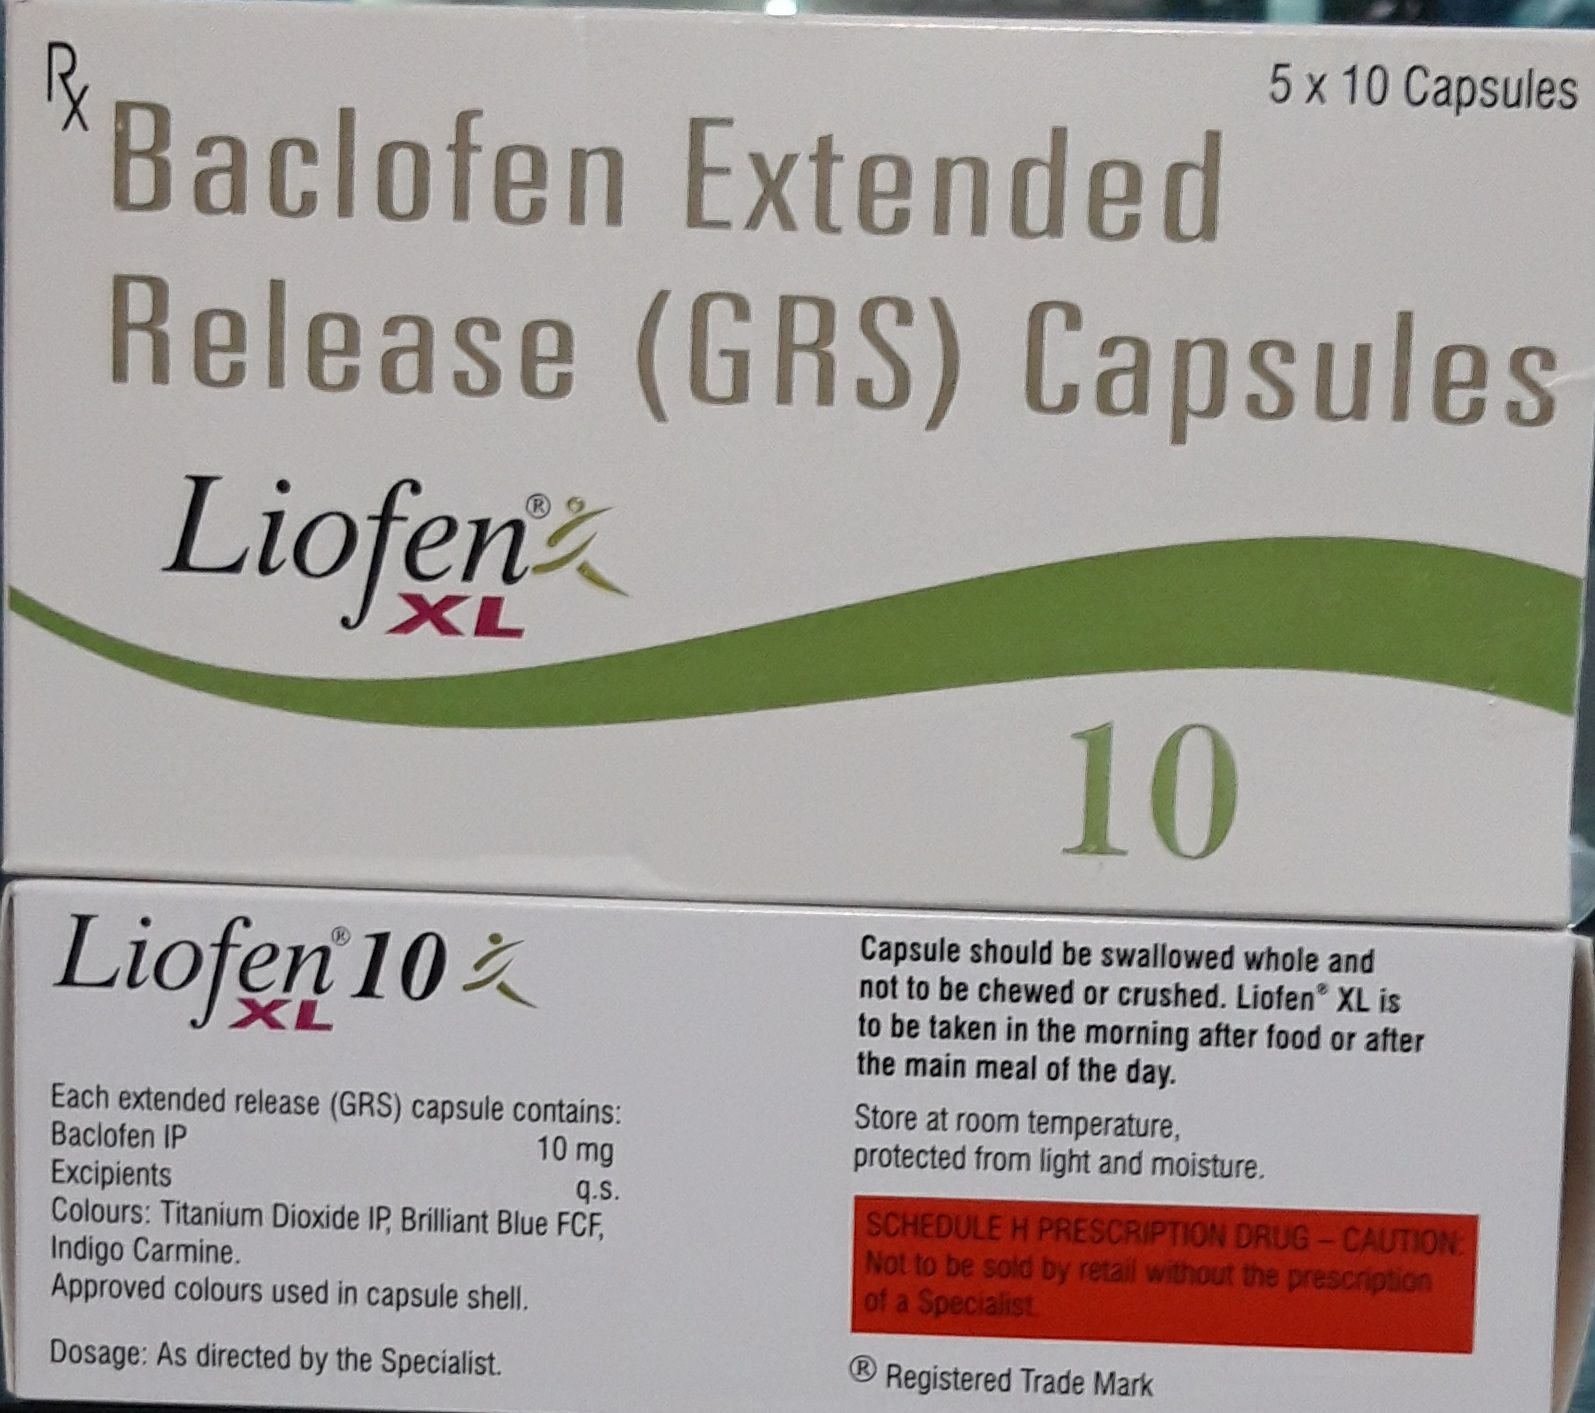 Rx
5 x 10 Capsules
Baclofen Extended
Release (GRS) Capsules
Liofen®
XL
10
Liofen® 10
XL
Each extended release (GRS) capsule contains:
Baclofen IP 10 mg
Excipients q.s.
Colours: Titanium Dioxide IP, Brilliant Blue FCF,
Indigo Carmine.
Approved colours used in capsule shell.
Dosage: As directed by the Specialist.
Capsule should be swallowed whole and
not to be chewed or crushed. Liofen® XL is
to be taken in the morning after food or after
the main meal of the day.
Store at room temperature,
protected from light and moisture.
SCHEDULE H PRESCRIPTION DRUG – CAUTION:
Not to be sold by retail without the prescription
of a Specialist.
® Registered Trade Mark